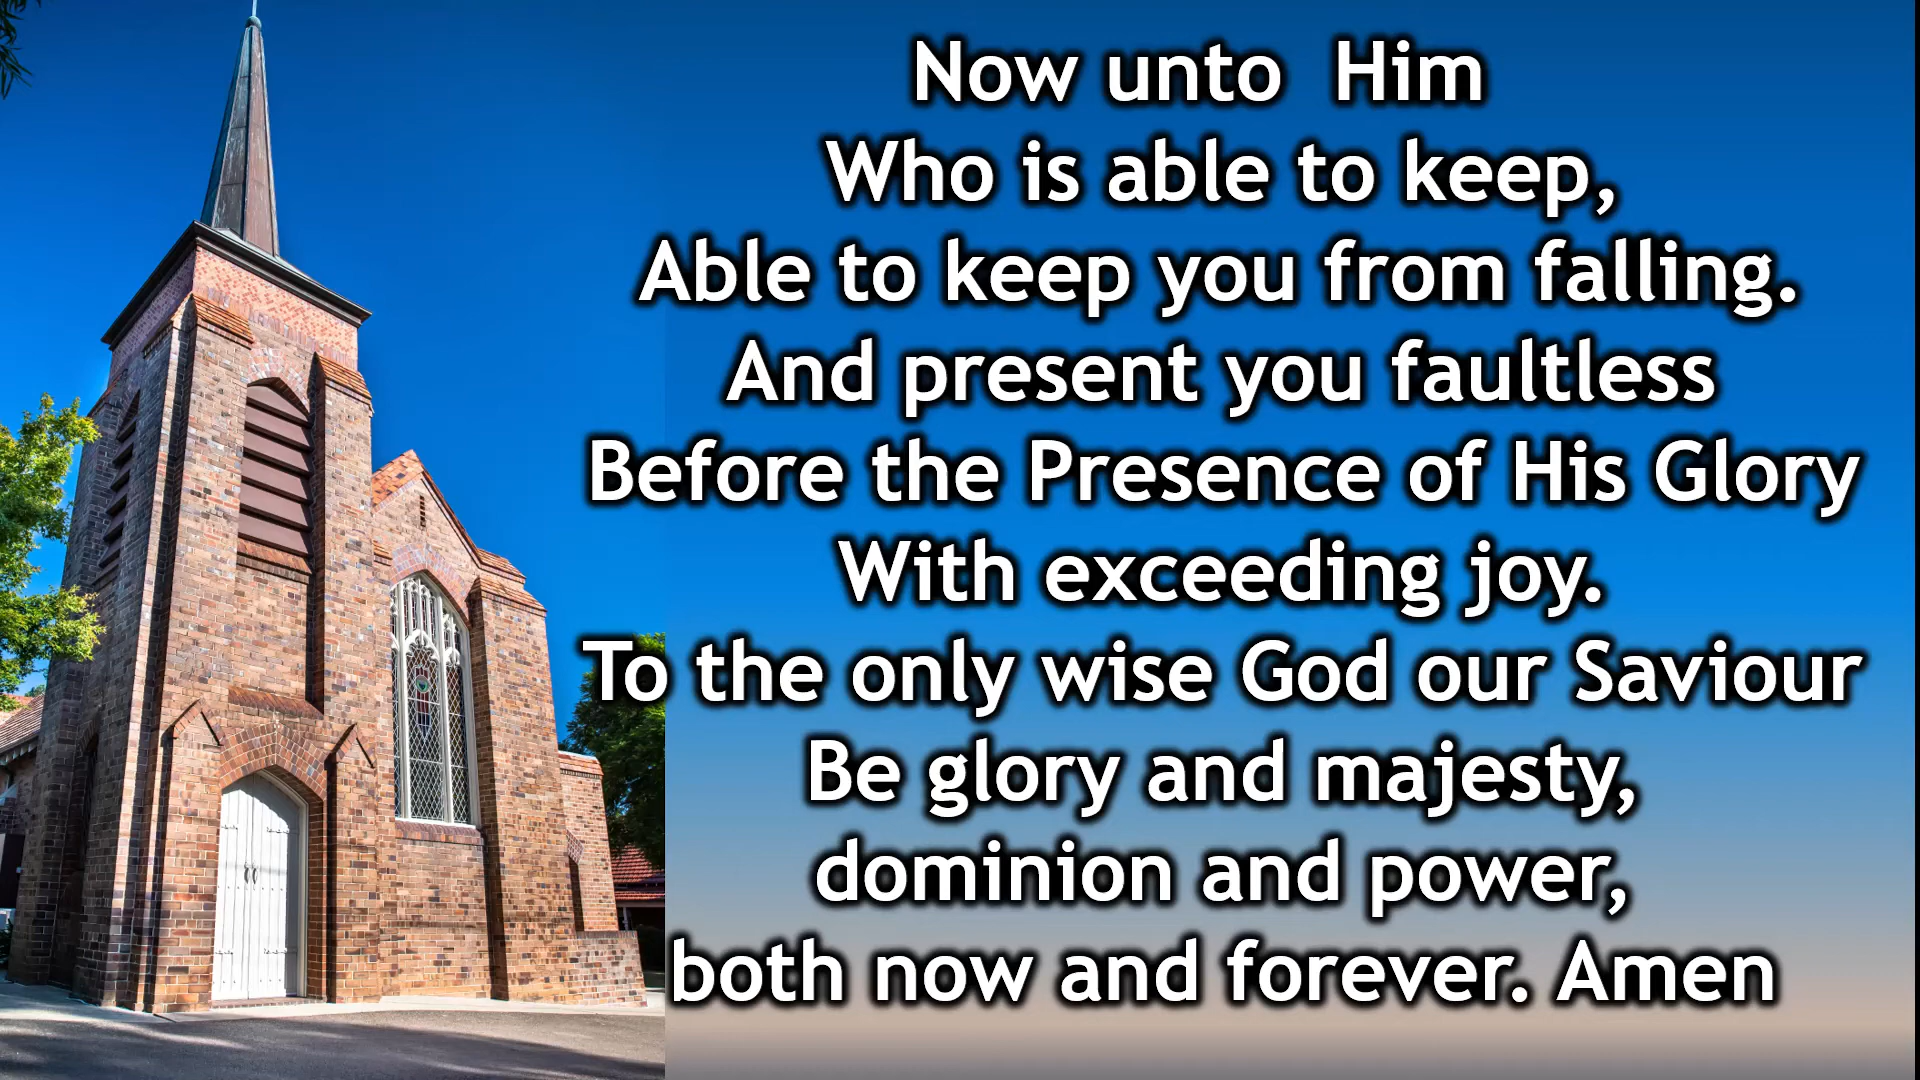 Now unto  Him
Who is able to keep,
Able to keep you from falling.
And present you faultless
Before the Presence of His Glory
With exceeding joy.
To the only wise God our Saviour
Be glory and majesty,
dominion and power,
both now and forever. Amen